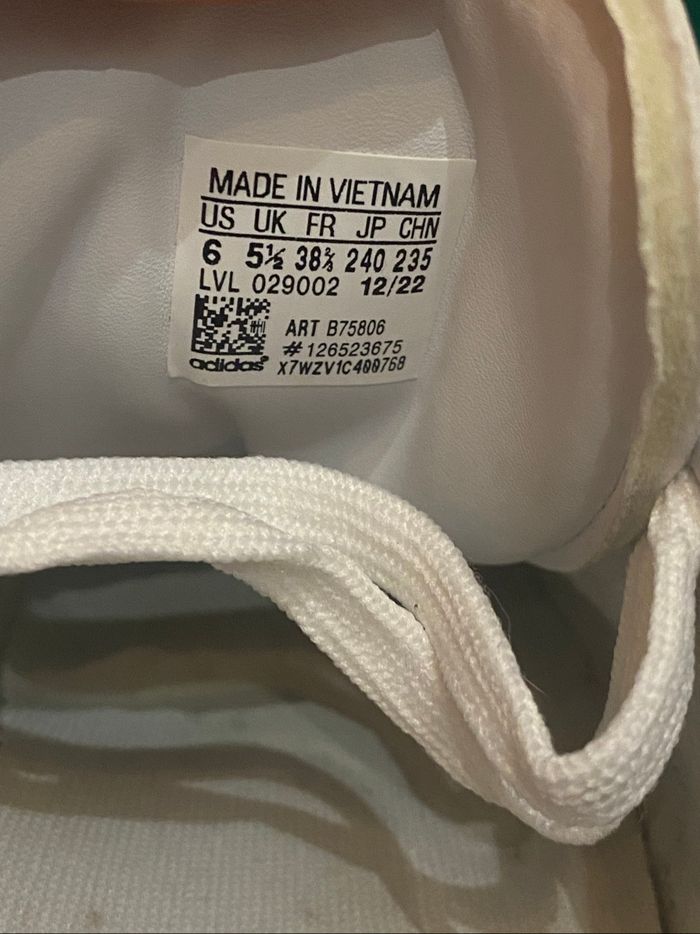 MADE IN VIETNAM
US UK FR JP CHN
6 5½ 38⅔ 240 235
LVL 029002 12/22
ART B75806
#126523675
adidas® X7WZV1C400768